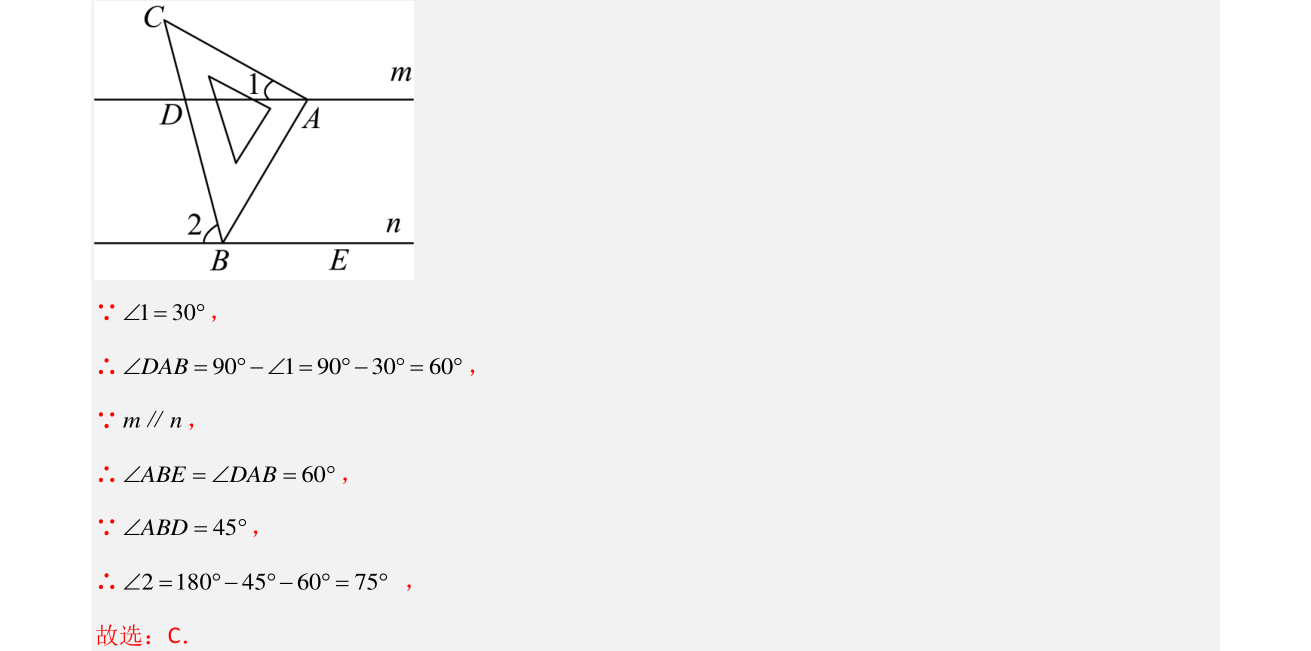 C
1
m
D
A
2
n
B
E
∵ ∠1 = 30°，
∴ ∠DAB = 90° − ∠1 = 90° − 30° = 60°，
∵ m // n，
∴ ∠ABE = ∠DAB = 60°，
∵ ∠ABD = 45°，
∴ ∠2 = 180° − 45° − 60° = 75° ，
故选：C．